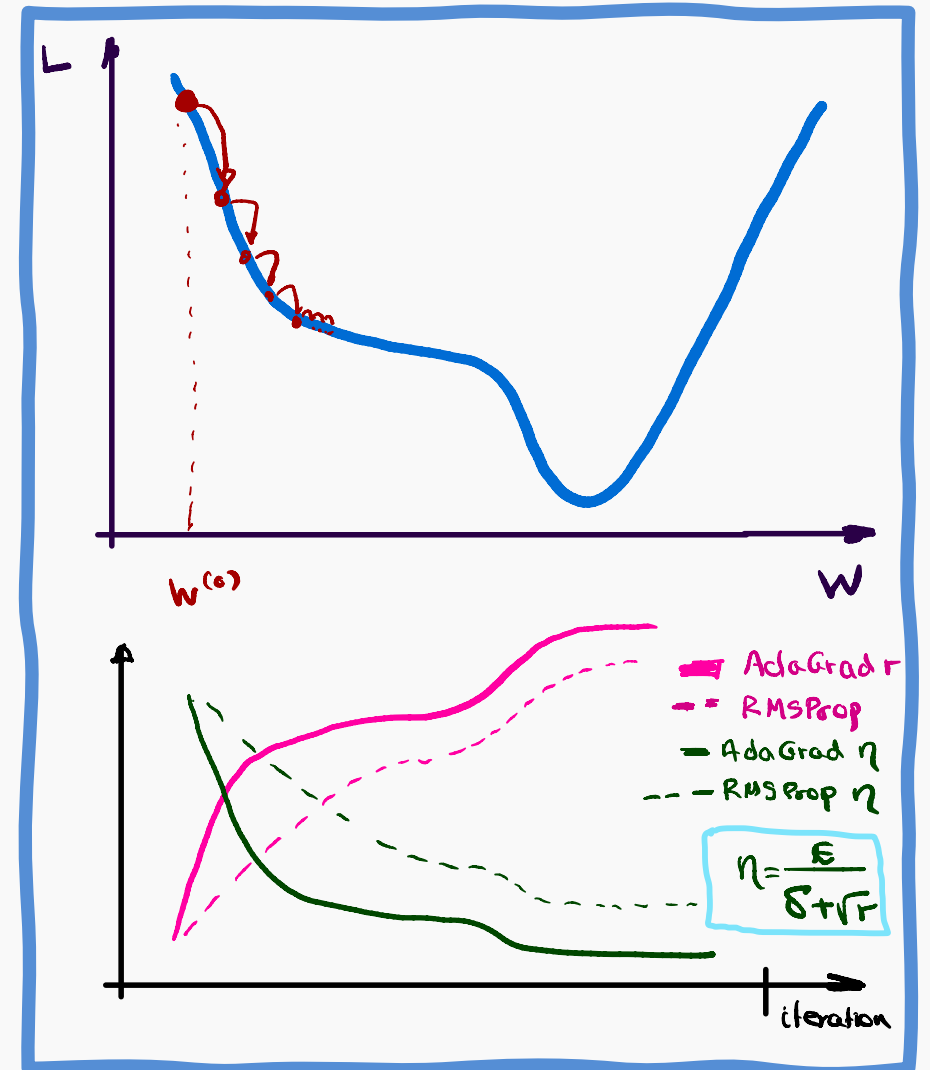 L
W
W⁽⁰⁾
AdaGrad r
RMSProp
AdaGrad η
RMSProp η
η = ϵ / (δ + √r)
iteration